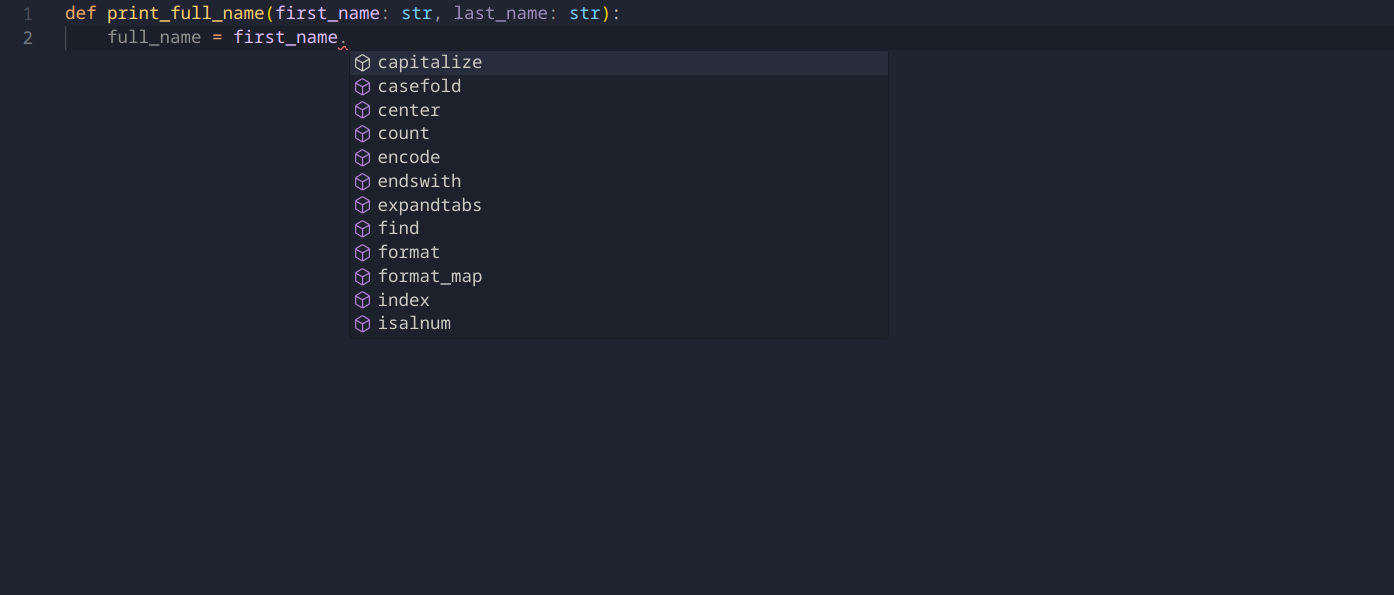 1 def print_full_name(first_name: str, last_name: str):
2 full_name = first_name.
capitalize
casefold
center
count
encode
endswith
expandtabs
find
format
format_map
index
isalnum